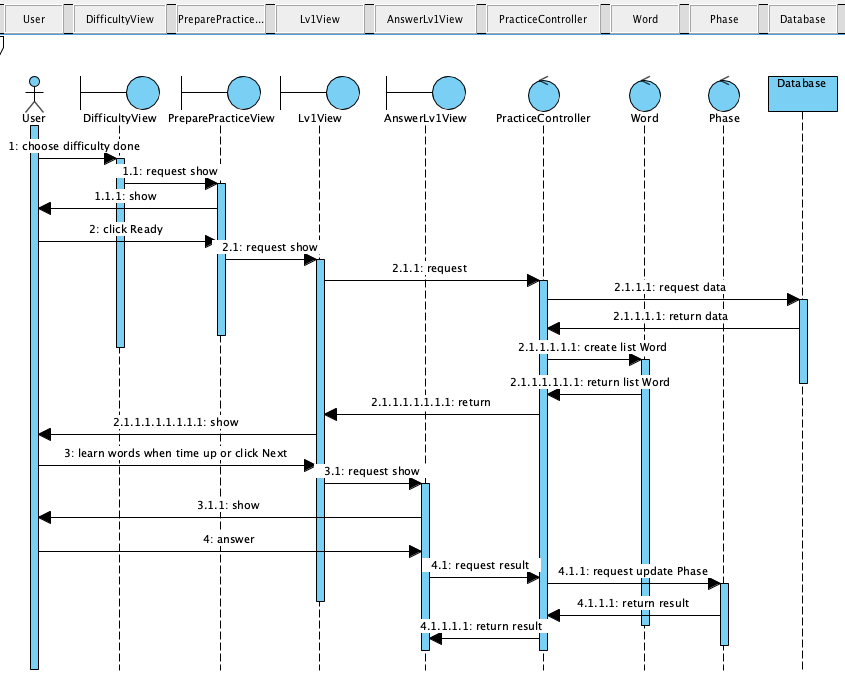 User
DifficultyView
PreparePractice...
Lv1View
AnswerLv1View
PracticeController
Word
Phase
Database
Database
User
DifficultyView
PreparePracticeView
Lv1View
AnswerLv1View
PracticeController
Word
Phase
1: choose difficulty done
1.1: request show
1.1.1: show
2: click Ready
2.1: request show
2.1.1: request
2.1.1.1: request data
2.1.1.1.1: return data
2.1.1.1.1.1: create list Word
2.1.1.1.1.1.1: return list Word
2.1.1.1.1.1.1.1: return
2.1.1.1.1.1.1.1.1: show
3: learn words when time up or click Next
3.1: request show
3.1.1: show
4: answer
4.1: request result
4.1.1: request update Phase
4.1.1.1: return result
4.1.1.1.1: return result